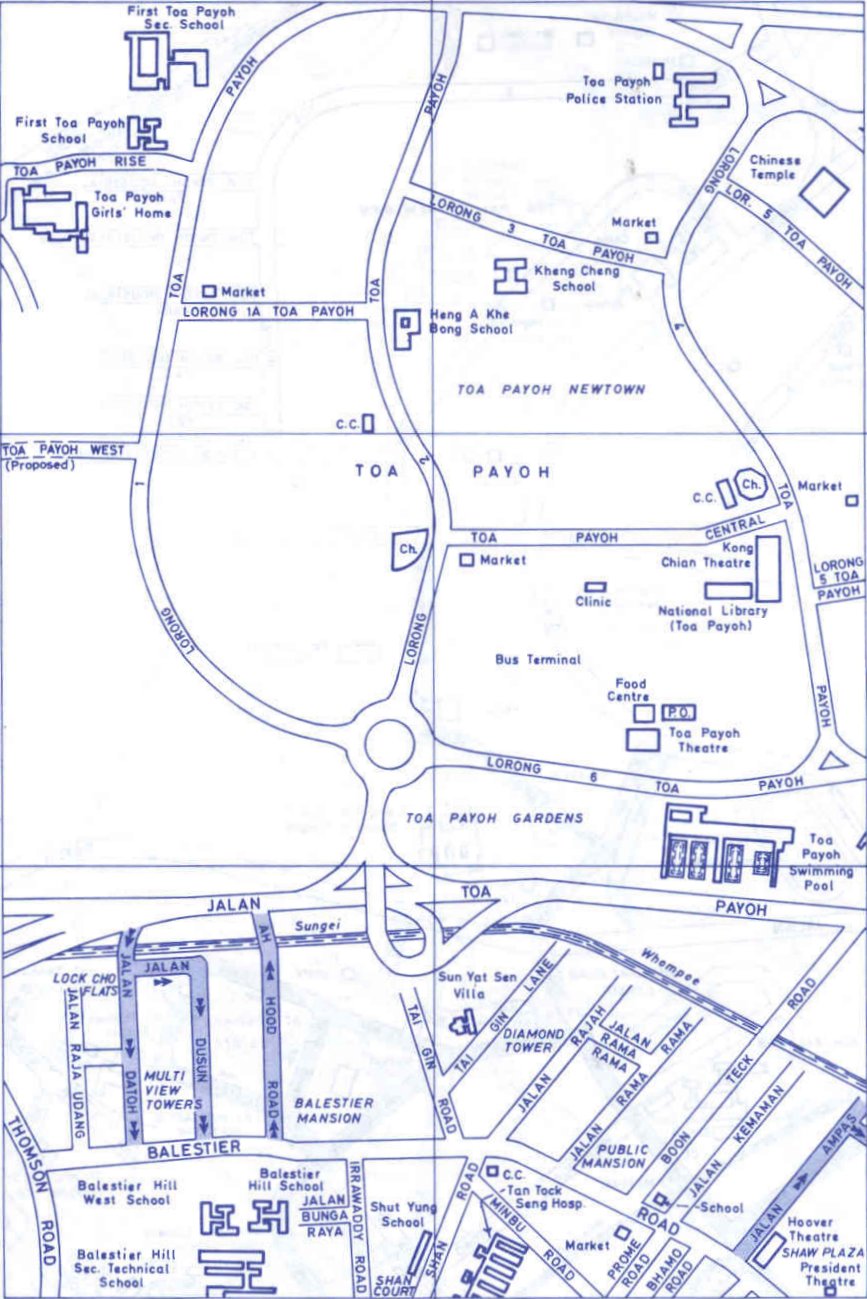 First Toa Payoh
Sec. School
PAYOH
PAYOH
Toa Payoh
Police Station
First Toa Payoh
School
TOA PAYOH RISE
Toa Payoh
Girls' Home
LORONG
Chinese
Temple
LOR. 5 TOA PAYOH
LORONG 3 TOA PAYOH
Market
Kheng Cheng
School
TOA
Market
TOA
LORONG 1A TOA PAYOH
Heng A Khe
Bong School
4
TOA PAYOH NEWTOWN
C.C.
TOA PAYOH WEST
(Proposed)
1
2
TOA PAYOH
C.C.
Ch.
TOA
Market
Ch.
TOA PAYOH CENTRAL
Market
Kong
Chian Theatre
LORONG
5 TOA
PAYOH
Clinic
National Library
(Toa Payoh)
LORONG
LORONG
Bus Terminal
Food
Centre
P.O.
Toa Payoh
Theatre
PAYOH
LORONG 6 TOA PAYOH
TOA PAYOH GARDENS
Toa
Payoh
Swimming
Pool
JALAN TOA PAYOH
Sungei Whampoe
LOCK CHO
FLATS
JALAN DATOH
JALAN DUSUN
AH HOOD ROAD
JALAN RAJA UDANG
MULTI
VIEW
TOWERS
BALESTIER
MANSION
Sun Yat Sen
Villa
TAI GIN ROAD
TAI GIN LANE
DIAMOND
TOWER
JALAN RAJAH
JALAN
RAMA
RAMA
JALAN RAMA RAMA
PUBLIC
MANSION
BOON TECK ROAD
JALAN KEMAMAN
JALAN AMPAS
THOMSON ROAD
BALESTIER ROAD
Balestier Hill
West School
Balestier
Hill School
JALAN
BUNGA
RAYA
IRRAWADDY ROAD
Shut Yung
School
SHAN ROAD
SHAN
COURT
C.C.
Tan Tock
Seng Hosp.
MINBU ROAD
School
Market
PROME
ROAD
BHAMO
ROAD
Hoover
Theatre
SHAW PLAZA
President
Theatre
Balestier Hill
Sec. Technical
School